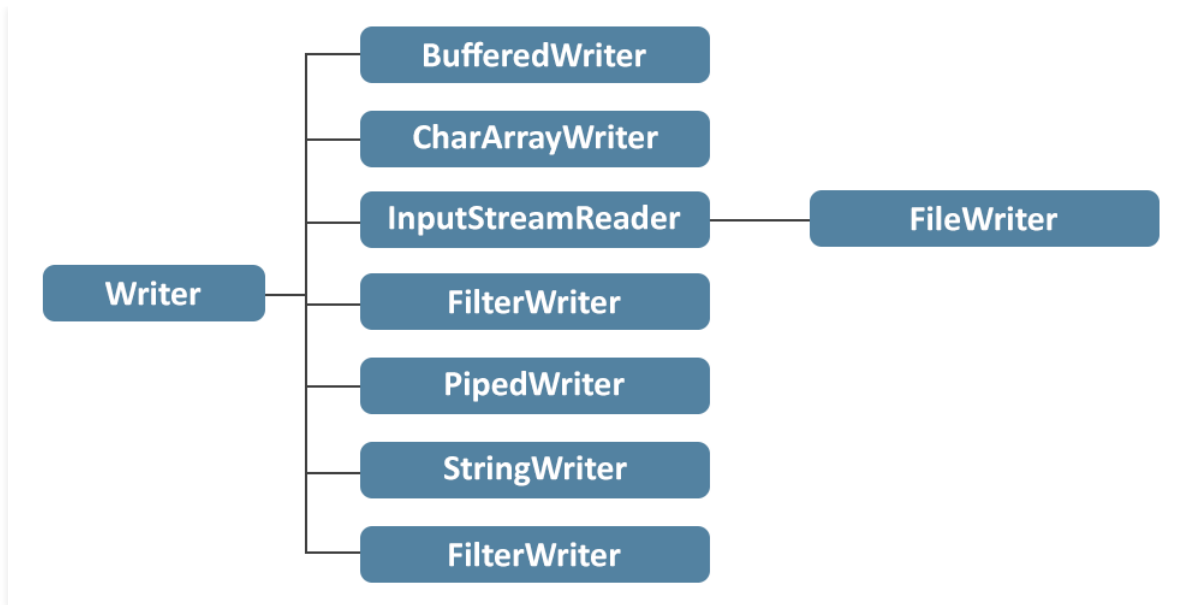 Writer
BufferedWriter
CharArrayWriter
InputStreamReader
FileWriter
FilterWriter
PipedWriter
StringWriter
FilterWriter